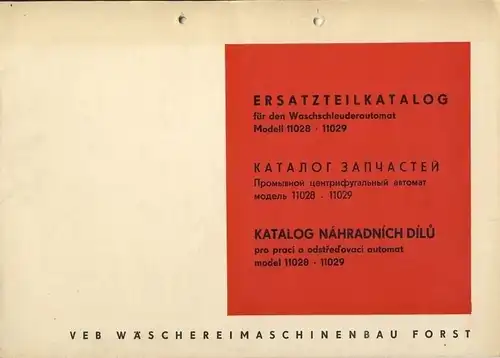 ERSATZTEILKATALOG
für den Waschschleuderautomat
Modell 11028 · 11029
КАТАЛОГ ЗАПЧАСТЕЙ
Промывной центрифугальный автомат
модель 11028 · 11029
KATALOG NÁHRADNÍCH DÍLŮ
pro prací a odstřeďovací automat
model 11028 · 11029
VEB WÄSCHEREIMASCHINENBAU FORST